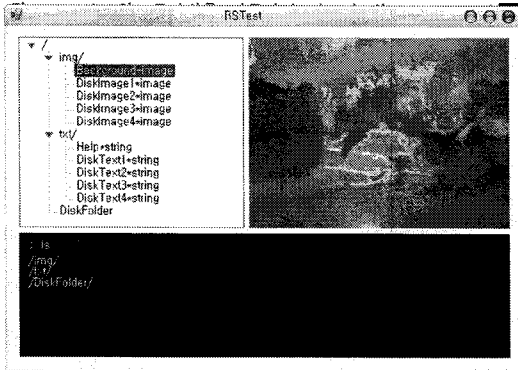 RSTest
/
img/
Background*image
DiskImage1*image
DiskImage2*image
DiskImage3*image
DiskImage4*image
txt/
Help*string
DiskText1*string
DiskText2*string
DiskText3*string
DiskText4*string
DiskFolder
: ls
/img/
/txt/
/DiskFolder/